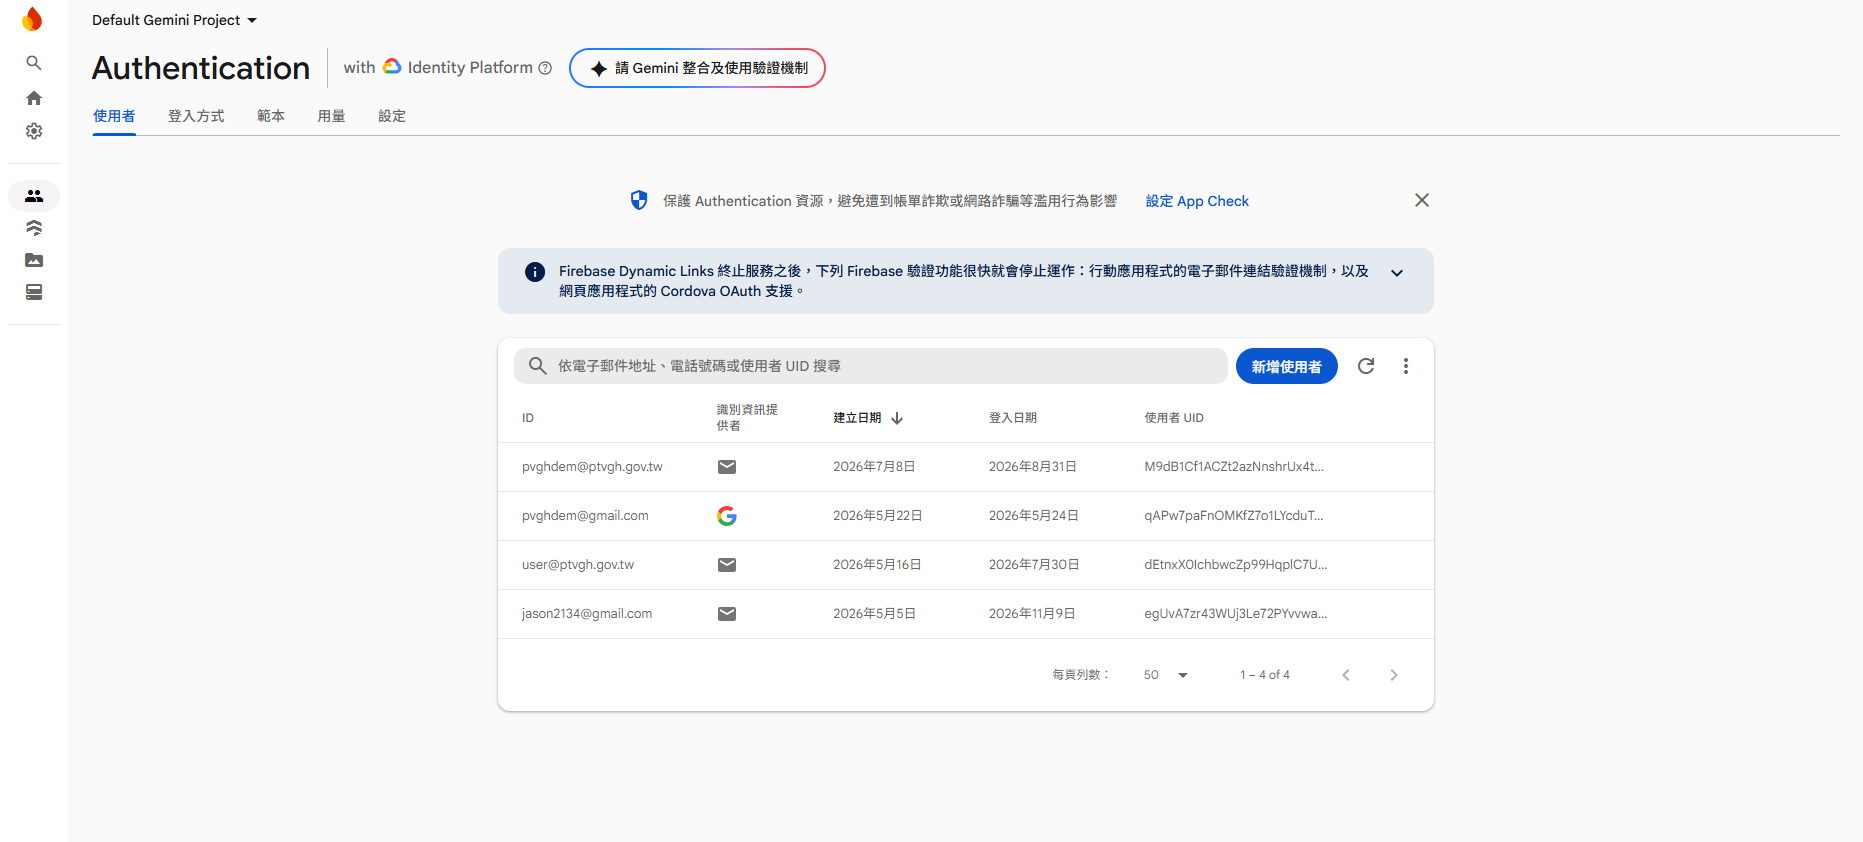 Default Gemini Project
Authentication
with Identity Platform
請 Gemini 整合及使用驗證機制
使用者 登入方式 範本 用量 設定
保護 Authentication 資源，避免遭到帳單詐欺或網路詐騙等濫用行為影響 設定 App Check
Firebase Dynamic Links 終止服務之後，下列 Firebase 驗證功能很快就會停止運作：行動應用程式的電子郵件連結驗證機制，以及
網頁應用程式的 Cordova OAuth 支援。
依電子郵件地址、電話號碼或使用者 UID 搜尋 新增使用者
ID 識別資訊提供者 建立日期 登入日期 使用者 UID
pvghdem@ptvgh.gov.tw 2026年7月8日 2026年8月31日 M9dB1Cf1ACZt2azNnshrUx4t...
pvghdem@gmail.com 2026年5月22日 2026年5月24日 qAPw7paFnOMKfZ7o1LYcduT...
user@ptvgh.gov.tw 2026年5月16日 2026年7月30日 dEtnxX0IchbwcZp99HqplC7U...
jason2134@gmail.com 2026年5月5日 2026年11月9日 egUvA7zr43WUj3Le72PYvvwa...
每頁列數： 50 1 – 4 of 4